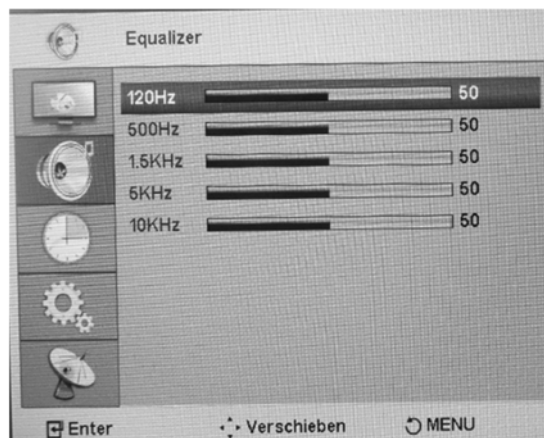 Equalizer
120Hz 50
500Hz 50
1.5KHz 50
5KHz 50
10KHz 50
Enter Verschieben MENU